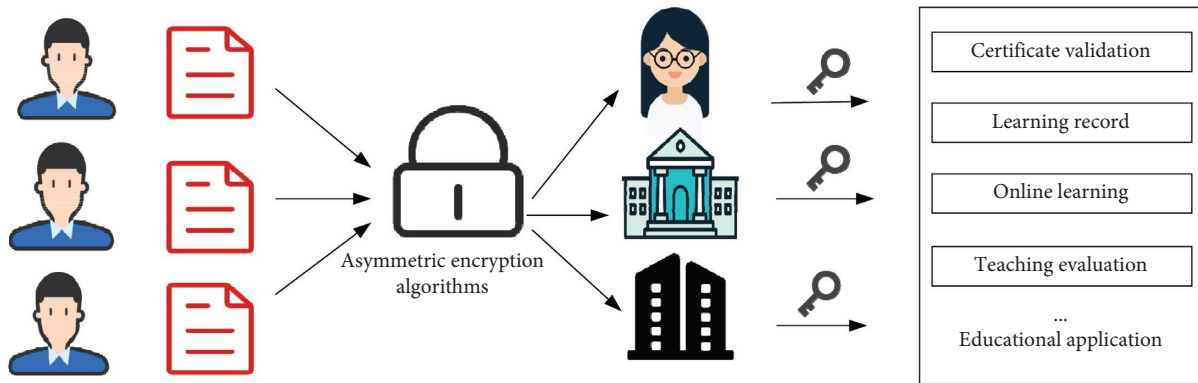 Asymmetric encryption
algorithms
Certificate validation
Learning record
Online learning
Teaching evaluation
...
Educational application